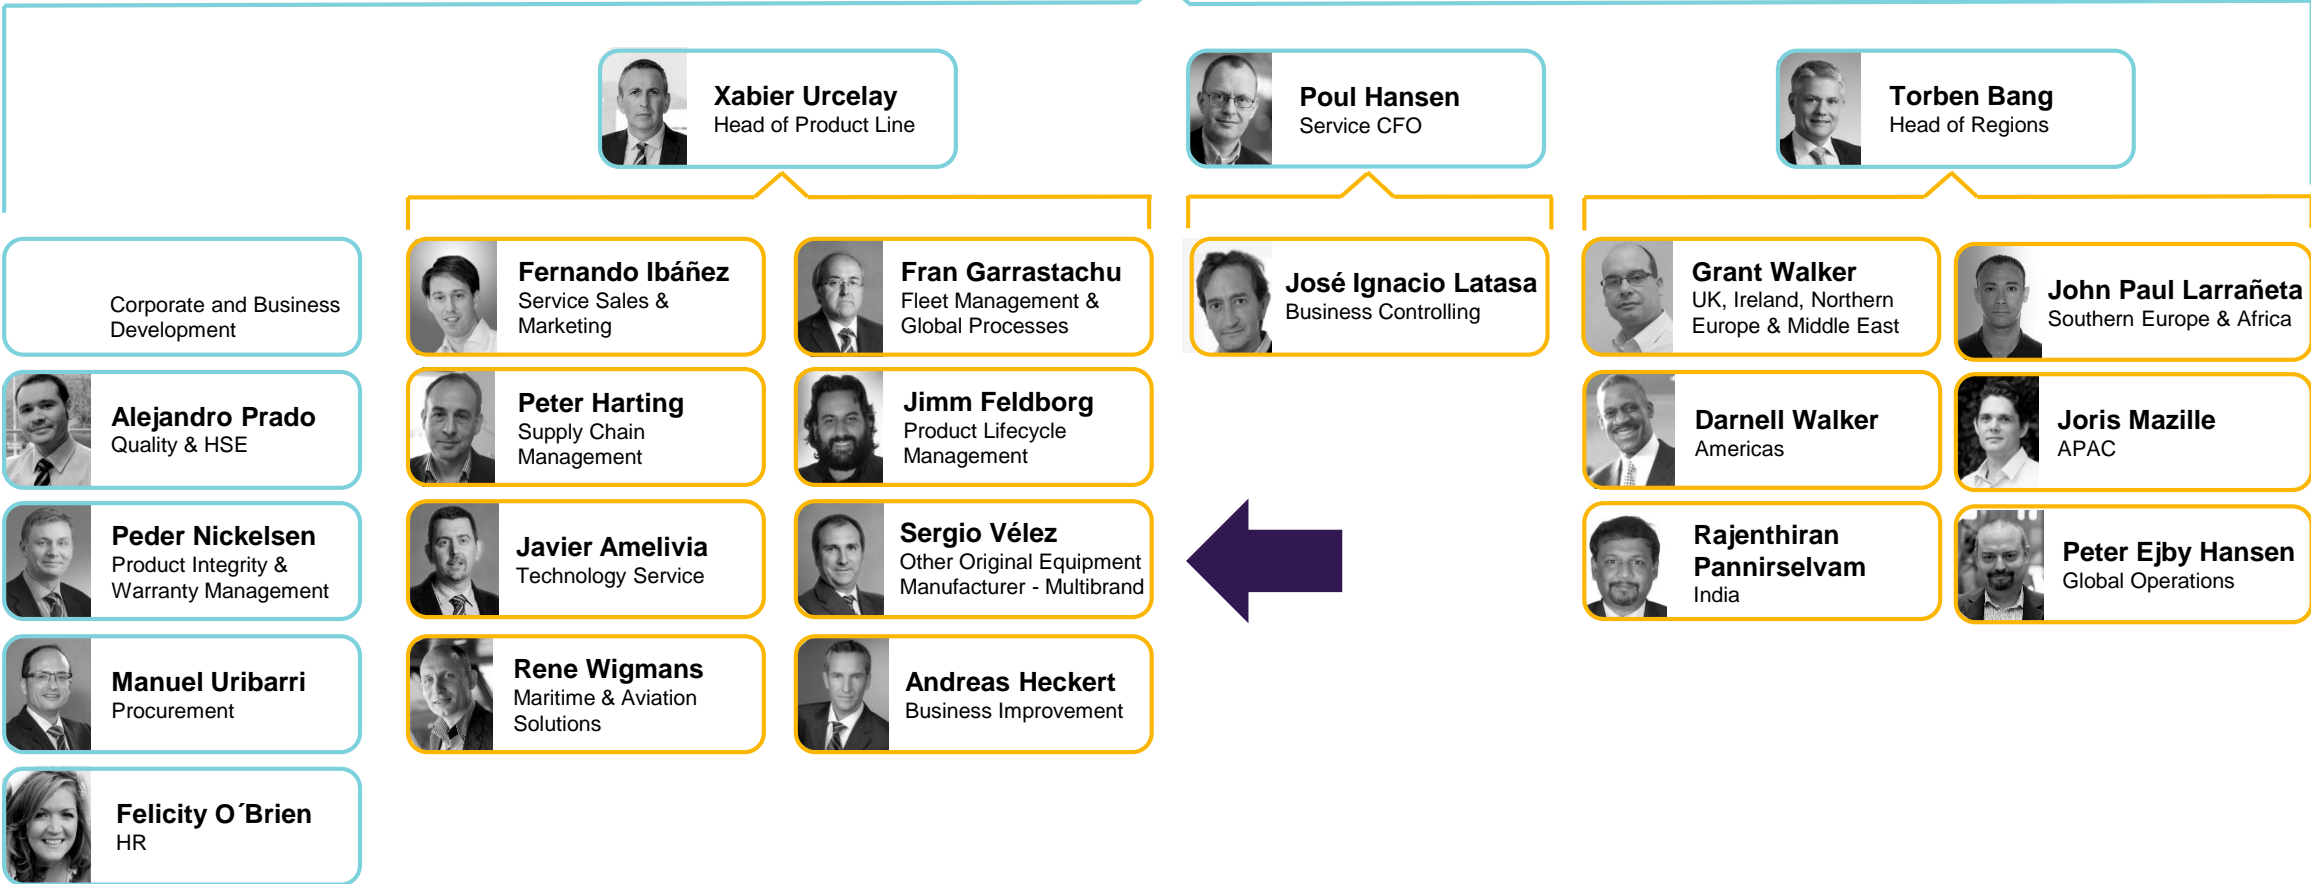 Xabier Urcelay
Head of Product Line
Poul Hansen
Service CFO
Torben Bang
Head of Regions
Corporate and Business
Development
Alejandro Prado
Quality & HSE
Peder Nickelsen
Product Integrity &
Warranty Management
Manuel Uribarri
Procurement
Felicity O´Brien
HR
Fernando Ibáñez
Service Sales &
Marketing
Peter Harting
Supply Chain
Management
Javier Amelivia
Technology Service
Rene Wigmans
Maritime & Aviation
Solutions
Fran Garrastachu
Fleet Management &
Global Processes
Jimm Feldborg
Product Lifecycle
Management
Sergio Vélez
Other Original Equipment
Manufacturer - Multibrand
Andreas Heckert
Business Improvement
José Ignacio Latasa
Business Controlling
Grant Walker
UK, Ireland, Northern
Europe & Middle East
Darnell Walker
Americas
Rajenthiran
Pannirselvam
India
John Paul Larrañeta
Southern Europe & Africa
Joris Mazille
APAC
Peter Ejby Hansen
Global Operations